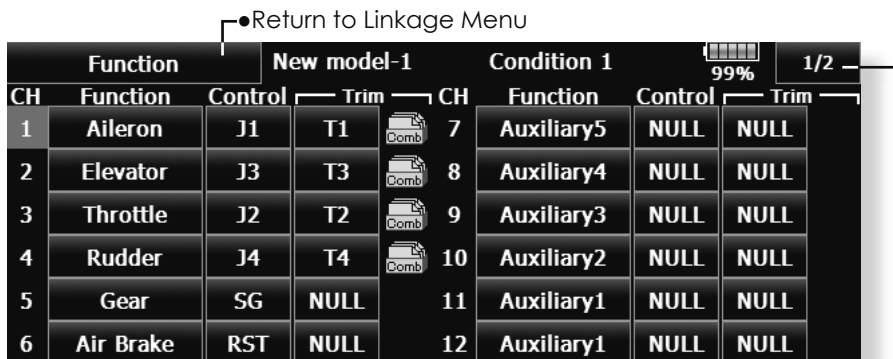 ●Return to Linkage Menu
Function New model-1 Condition 1 99% 1/2
CH Function Control Trim CH Function Control Trim
1 Aileron J1 T1 Comb 7 Auxiliary5 NULL NULL
2 Elevator J3 T3 Comb 8 Auxiliary4 NULL NULL
3 Throttle J2 T2 Comb 9 Auxiliary3 NULL NULL
4 Rudder J4 T4 Comb 10 Auxiliary2 NULL NULL
5 Gear SG NULL 11 Auxiliary1 NULL NULL
6 Air Brake RST NULL 12 Auxiliary1 NULL NULL